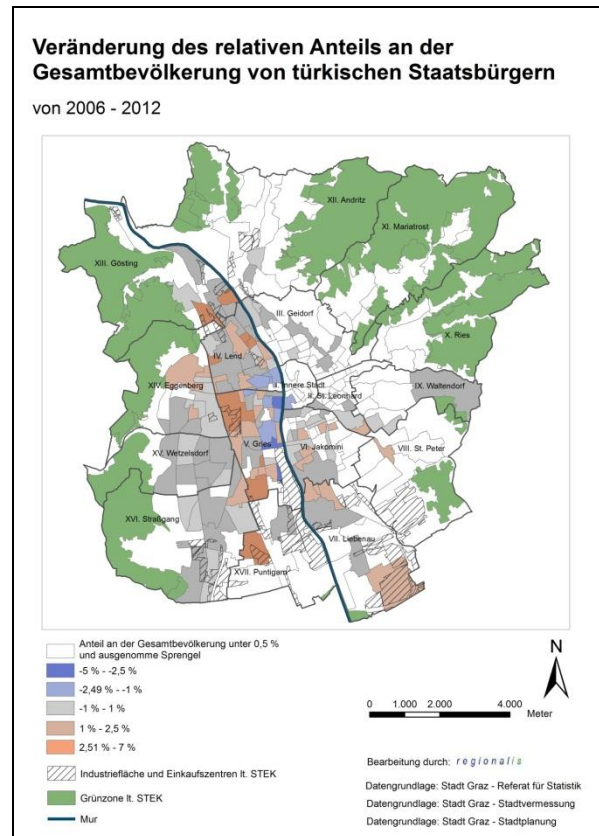 Veränderung des relativen Anteils an der
Gesamtbevölkerung von türkischen Staatsbürgern
von 2006 - 2012
XII. Andritz
XI. Mariatrost
XIII. Gösting
III. Geidorf
X. Ries
IV. Lend
XIV. Eggenberg
I. Innere Stadt
II. St. Leonhard
IX. Waltendorf
V. Gries
VI. Jakomini
VIII. St. Peter
XV. Wetzelsdorf
XVI. Straßgang
VII. Liebenau
XVII. Puntigam
Anteil an der Gesamtbevölkerung unter 0,5 %
und ausgenomme Sprengel
-5 % - -2,5 %
-2,49 % - -1 %
-1 % - 1 %
1 % - 2,5 %
2,51 % - 7 %
Industriefläche und Einkaufszentren lt. STEK
Grünzone lt. STEK
Mur
N
0 1.000 2.000 4.000
Meter
Bearbeitung durch: regionalis
Datengrundlage: Stadt Graz - Referat für Statistik
Datengrundlage: Stadt Graz - Stadtvermessung
Datengrundlage: Stadt Graz - Stadtplanung